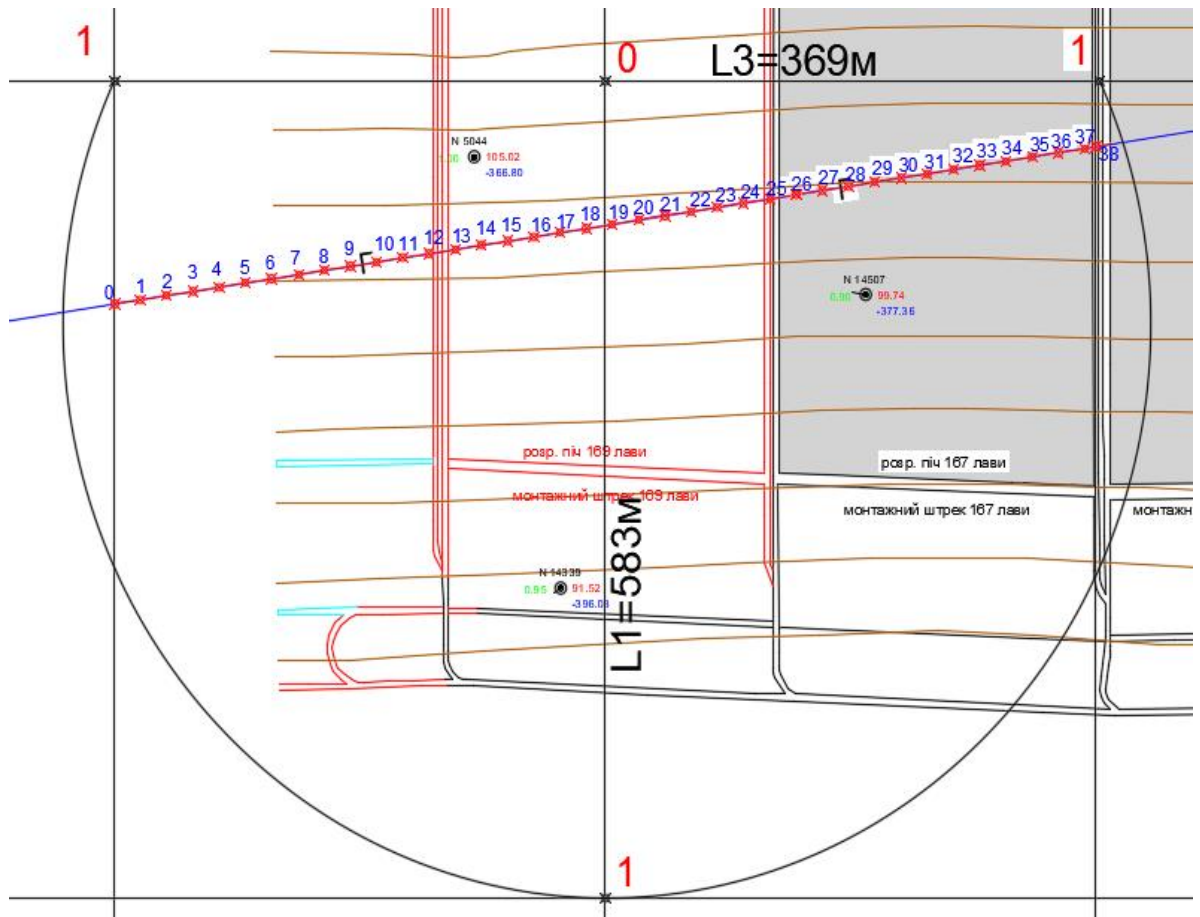 1
0
L3=369м
1
N 5044
1.00 105.02
-366.80
0 1 2 3 4 5 6 7 8 9 10 11 12 13 14 15 16 17 18 19 20 21 22 23 24 25 26 27 28 29 30 31 32 33 34 35 36 37 38
Г Г
N 14507
0.90 99.74
-377.36
розр. піч 169 лави
розр. піч 167 лави
монтажний штрек 169 лави
монтажний штрек 167 лави
монтажн
L1=583м
N 14339
0.95 91.52
-396.08
1